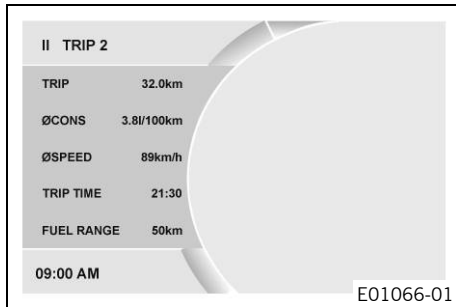 II TRIP 2
TRIP 32.0km
ØCONS 3.8l/100km
ØSPEED 89km/h
TRIP TIME 21:30
FUEL RANGE 50km
09:00 AM
E01066-01